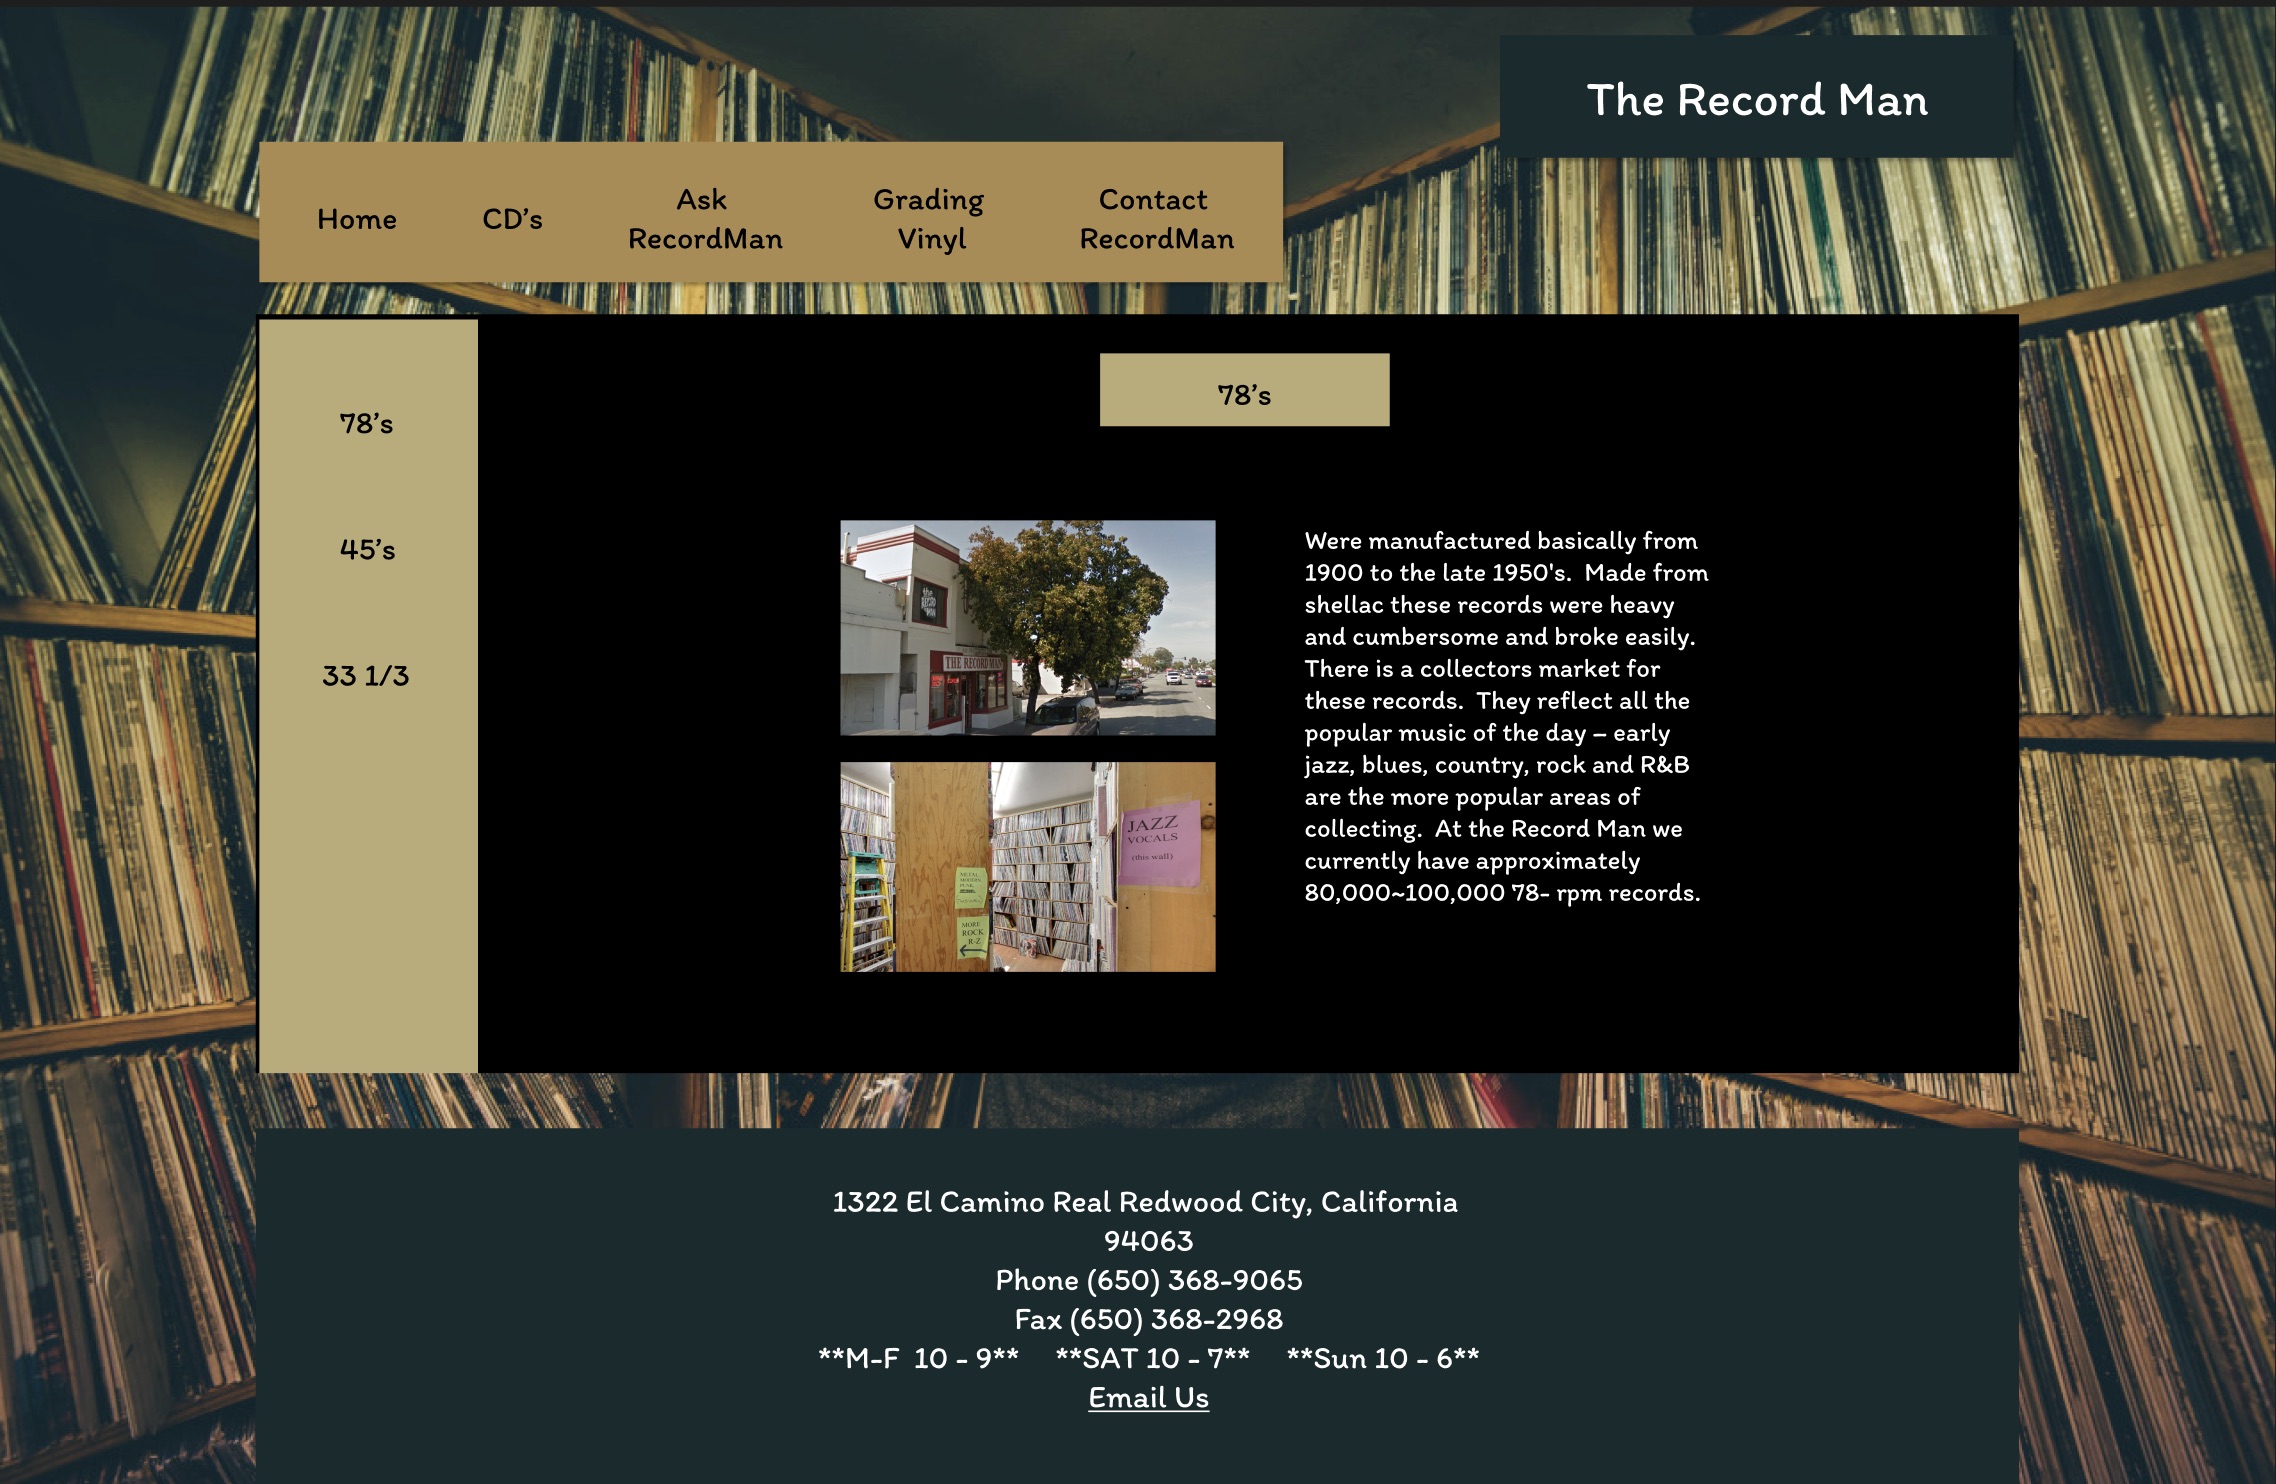 The Record Man
Home
CD’s
Ask
RecordMan
Grading
Vinyl
Contact
RecordMan
78’s
45’s
33 1/3
78’s
the
RECORD
MAN
THE RECORD MAN
JAZZ
VOCALS
(this wall)
METAL,
MODERN,
PUNK,
MORE
ROCK
R-Z
Were manufactured basically from
1900 to the late 1950's.  Made from
shellac these records were heavy
and cumbersome and broke easily.
There is a collectors market for
these records.  They reflect all the
popular music of the day – early
jazz, blues, country, rock and R&B
are the more popular areas of
collecting.  At the Record Man we
currently have approximately
80,000~100,000 78- rpm records.
1322 El Camino Real Redwood City, California
94063
Phone (650) 368-9065
Fax (650) 368-2968
**M-F  10 - 9**     **SAT 10 - 7**     **Sun 10 - 6**
Email Us